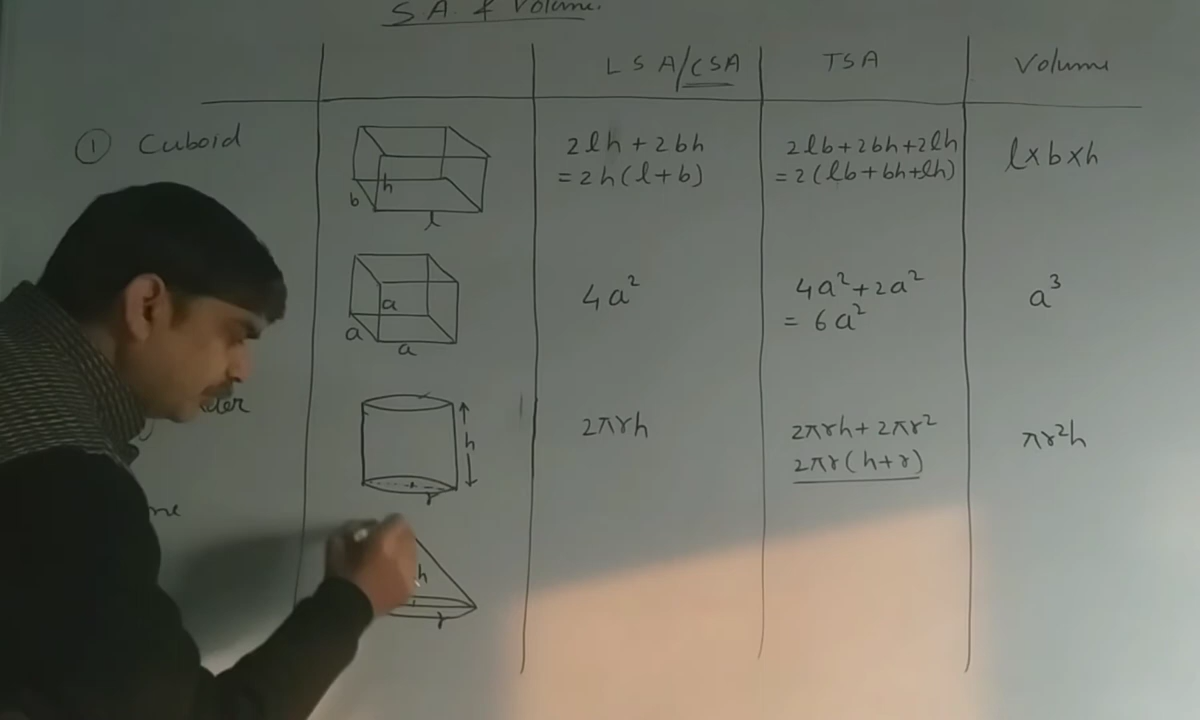 SA & Volume.
LSA/CSA TSA Volume
① Cuboid
2lh + 2bh
= 2h(l+b)
2lb+2bh+2lh
= 2(lb+bh+lh)
l×b×h
b h l
4a²
4a²+2a²
= 6a²
a³
a a a
2πrh
2πrh + 2πr²
2πr(h+r)
πr²h
h
r
h
r